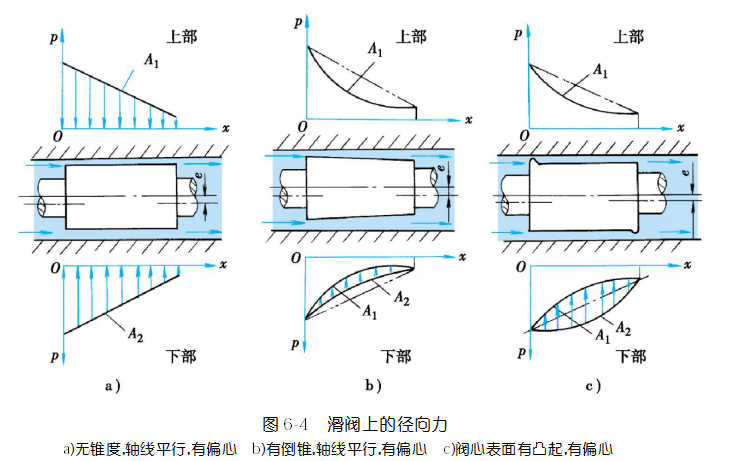 p 上部 A1 O x
e
O x A2 p 下部
a)
p 上部 A1 O x
e
O x A1 A2 p 下部
b)
p 上部 A1 O x
e
O x A1 A2 p 下部
c)
图 6-4 滑阀上的径向力
a)无锥度,轴线平行,有偏心 b)有倒锥,轴线平行,有偏心 c)阀心表面有凸起,有偏心